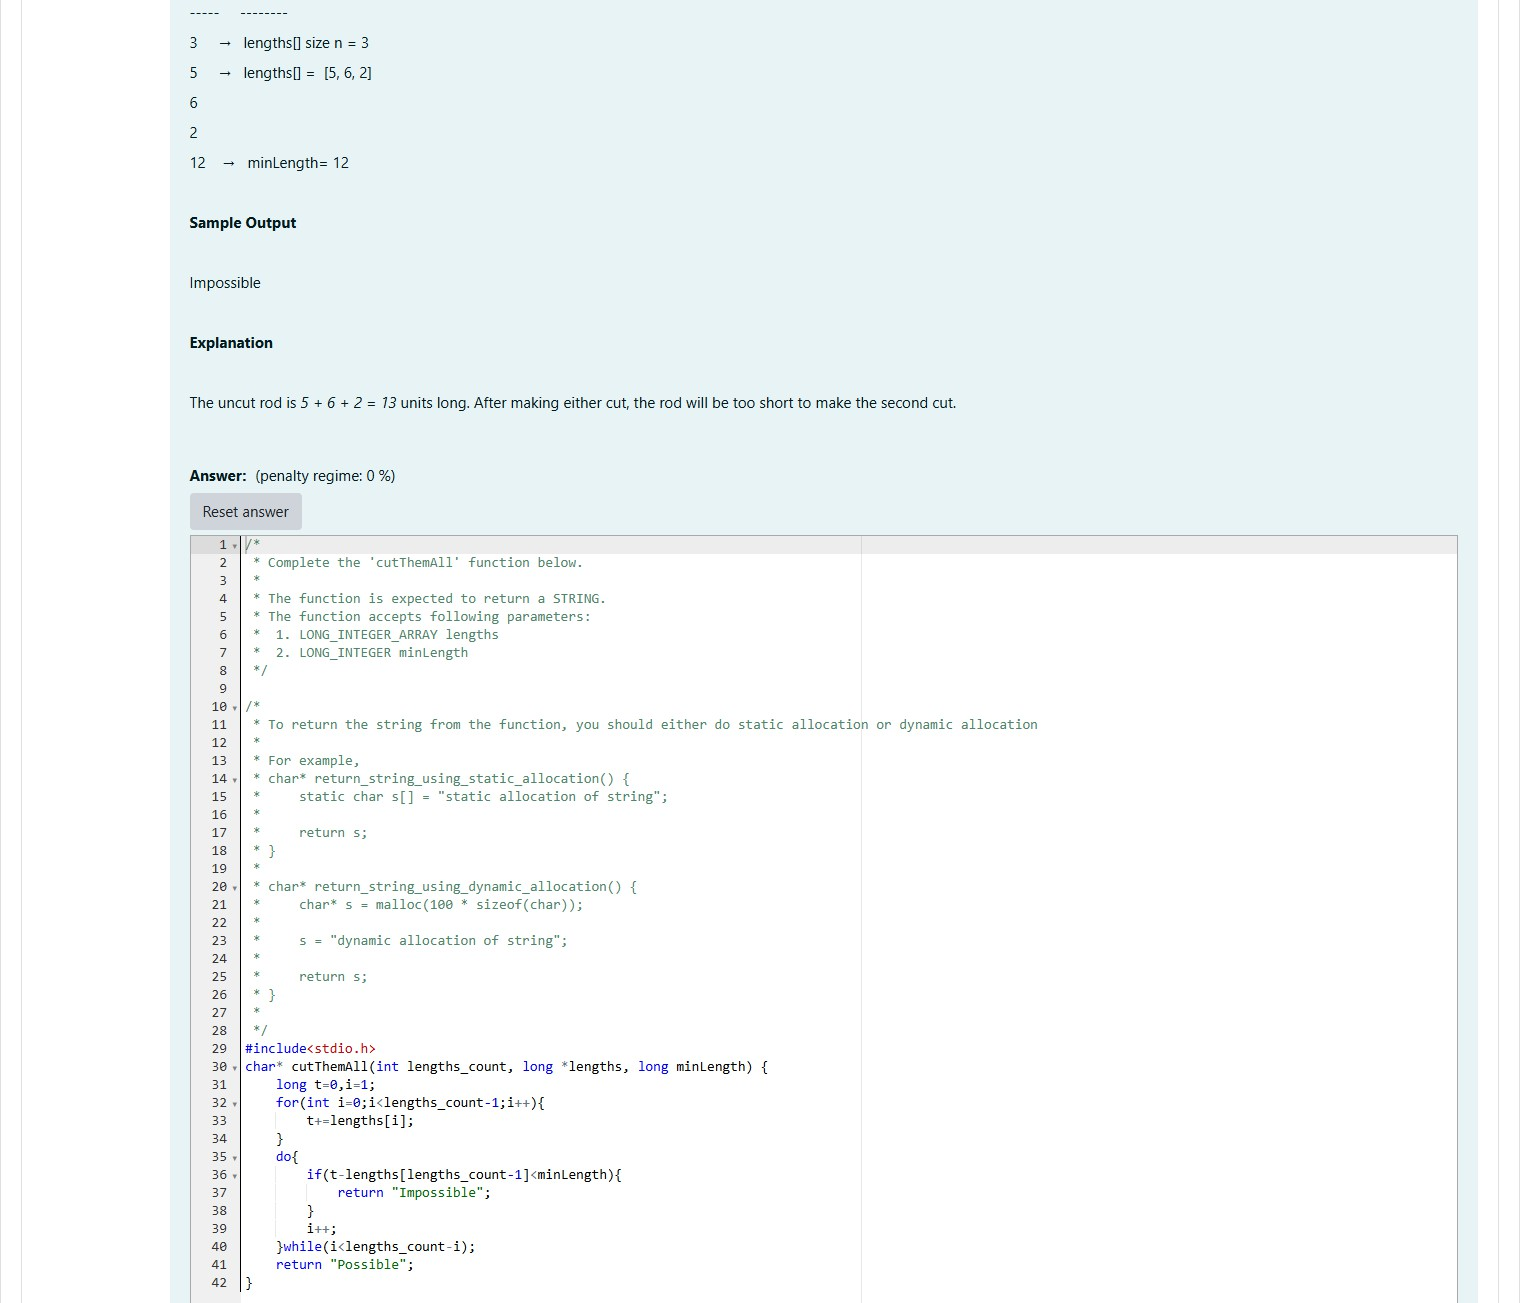 ----- --------
3 → lengths[] size n = 3
5 → lengths[] = [5, 6, 2]
6
2
12 → minLength= 12
Sample Output
Impossible
Explanation
The uncut rod is 5 + 6 + 2 = 13 units long. After making either cut, the rod will be too short to make the second cut.
Answer: (penalty regime: 0 %)
Reset answer
1 /*
2 * Complete the 'cutThemAll' function below.
3 *
4 * The function is expected to return a STRING.
5 * The function accepts following parameters:
6 * 1. LONG_INTEGER_ARRAY lengths
7 * 2. LONG_INTEGER minLength
8 */
9
10 /*
11 * To return the string from the function, you should either do static allocation or dynamic allocation
12 *
13 * For example,
14 * char* return_string_using_static_allocation() {
15 * static char s[] = "static allocation of string";
16 *
17 * return s;
18 * }
19 *
20 * char* return_string_using_dynamic_allocation() {
21 * char* s = malloc(100 * sizeof(char));
22 *
23 * s = "dynamic allocation of string";
24 *
25 * return s;
26 * }
27 *
28 */
29 #include<stdio.h>
30 char* cutThemAll(int lengths_count, long *lengths, long minLength) {
31 long t=0,i=1;
32 for(int i=0;i<lengths_count-1;i++){
33 t+=lengths[i];
34 }
35 do{
36 if(t-lengths[lengths_count-1]<minLength){
37 return "Impossible";
38 }
39 i++;
40 }while(i<lengths_count-i);
41 return "Possible";
42 }